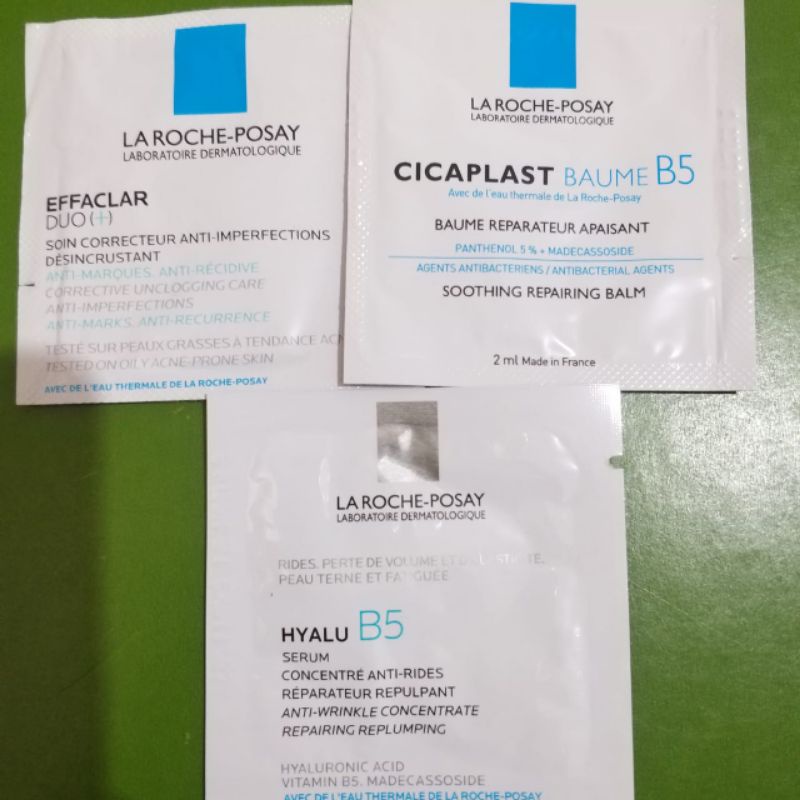 LA ROCHE-POSAY
LABORATOIRE DERMATOLOGIQUE
EFFACLAR
DUO (+)
SOIN CORRECTEUR ANTI-IMPERFECTIONS
DÉSINCRUSTANT
ANTI-MARQUES. ANTI-RÉCIDIVE
CORRECTIVE UNCLOGGING CARE
ANTI-IMPERFECTIONS
ANTI-MARKS. ANTI-RECURRENCE
TESTÉ SUR PEAUX GRASSES À TENDANCE
TESTED ON OILY ACNE-PRONE SKIN
AVEC DE L'EAU THERMALE DE LA ROCHE-POSAY
LA ROCHE-POSAY
LABORATOIRE DERMATOLOGIQUE
CICAPLAST BAUME B5
Avec de l'eau thermale de La Roche-Posay
BAUME REPARATEUR APAISANT
PANTHENOL 5 % + MADECASSOSIDE
AGENTS ANTIBACTERIENS / ANTIBACTERIAL AGENTS
SOOTHING REPAIRING BALM
2 ml Made in France
LA ROCHE-POSAY
LABORATOIRE DERMATOLOGIQUE
RIDES. PERTE DE VOLUME ET
PEAU TERNE ET FATIGUÉE
HYALU B5
SERUM
CONCENTRÉ ANTI-RIDES
RÉPARATEUR REPULPANT
ANTI-WRINKLE CONCENTRATE
REPAIRING REPLUMPING
HYALURONIC ACID
VITAMIN B5. MADECASSOSIDE
AVEC DE L'EAU THERMALE DE LA ROCHE-POSAY